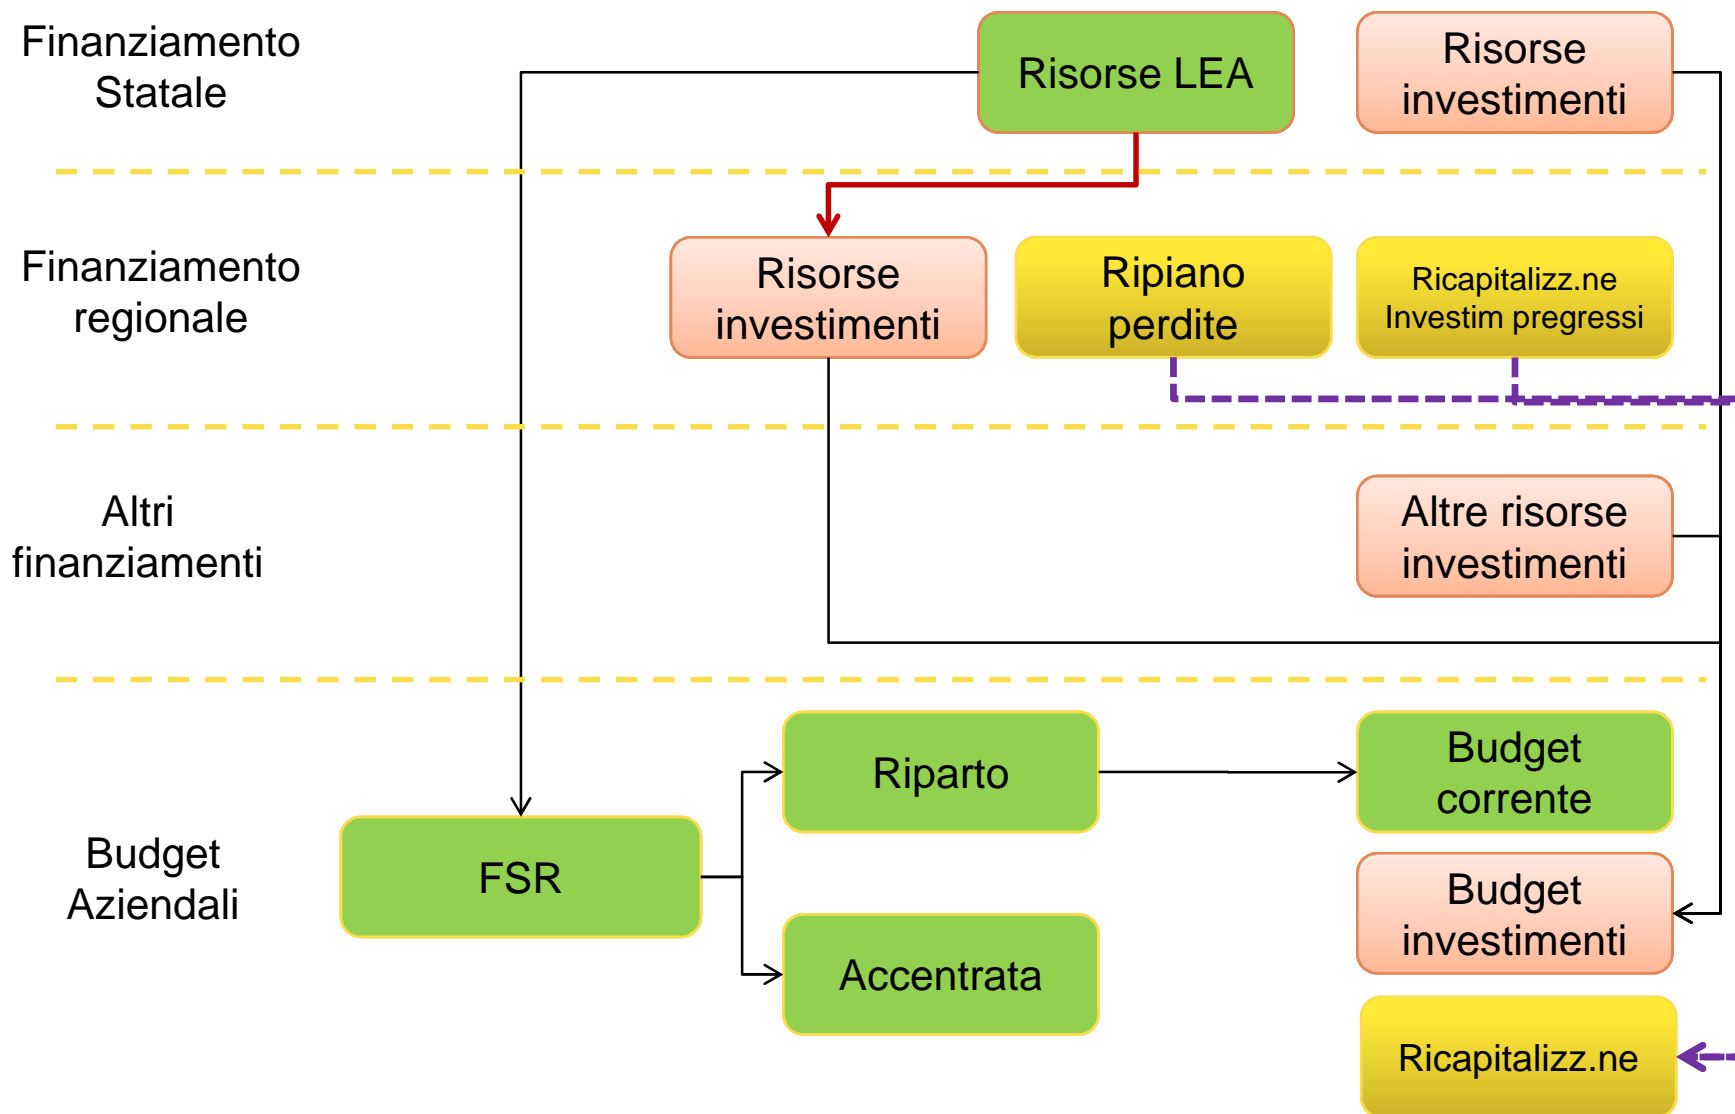 Finanziamento
Statale
Risorse LEA
Risorse
investimenti
Finanziamento
regionale
Risorse
investimenti
Ripiano
perdite
Ricapitalizz.ne
Investim pregressi
Altri
finanziamenti
Altre risorse
investimenti
Budget
Aziendali
FSR
Riparto
Accentrata
Budget
corrente
Budget
investimenti
Ricapitalizz.ne